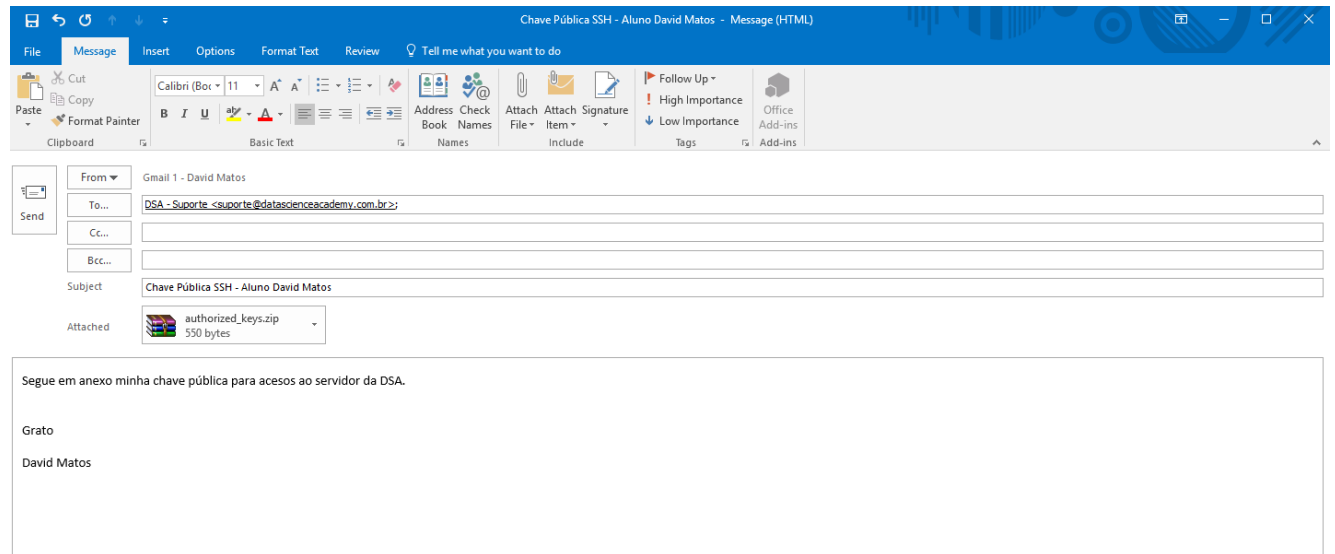 Chave Pública SSH - Aluno David Matos - Message (HTML)
File Message Insert Options Format Text Review Tell me what you want to do
Paste
Cut
Copy
Format Painter
Clipboard
Calibri (Boc 11
B I U
Basic Text
Address Book
Check Names
Names
Attach File
Attach Item
Signature
Include
Follow Up
High Importance
Low Importance
Tags
Office Add-ins
Add-ins
Send
From Gmail 1 - David Matos
To... DSA - Suporte <suporte@datascienceacademy.com.br>;
Cc...
Bcc...
Subject Chave Pública SSH - Aluno David Matos
Attached authorized_keys.zip
550 bytes
Segue em anexo minha chave pública para acesos ao servidor da DSA.
Grato
David Matos